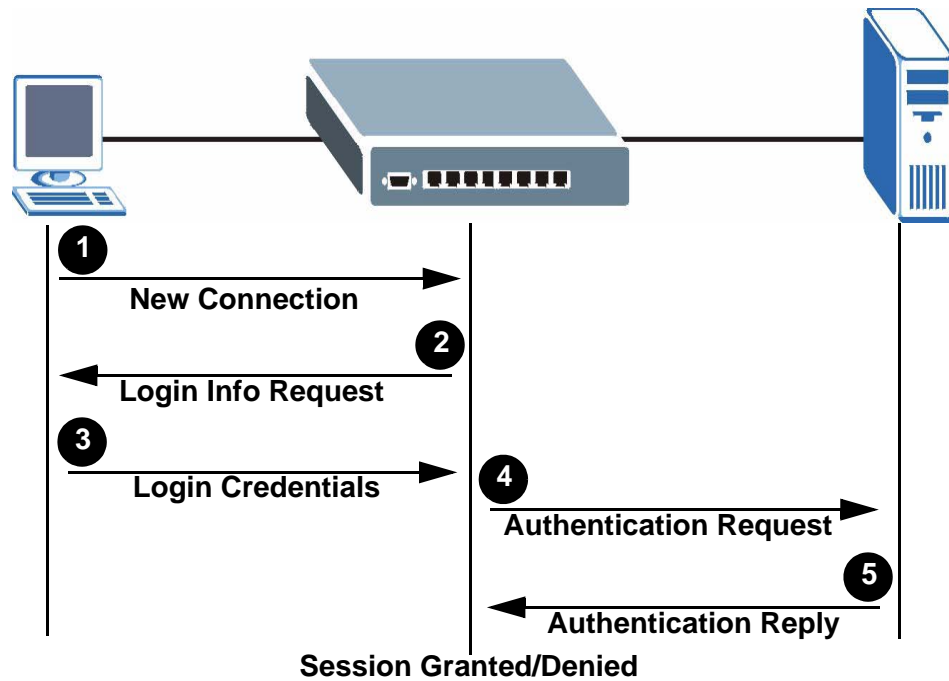 1
New Connection
2
Login Info Request
3
Login Credentials
4
Authentication Request
5
Authentication Reply
Session Granted/Denied